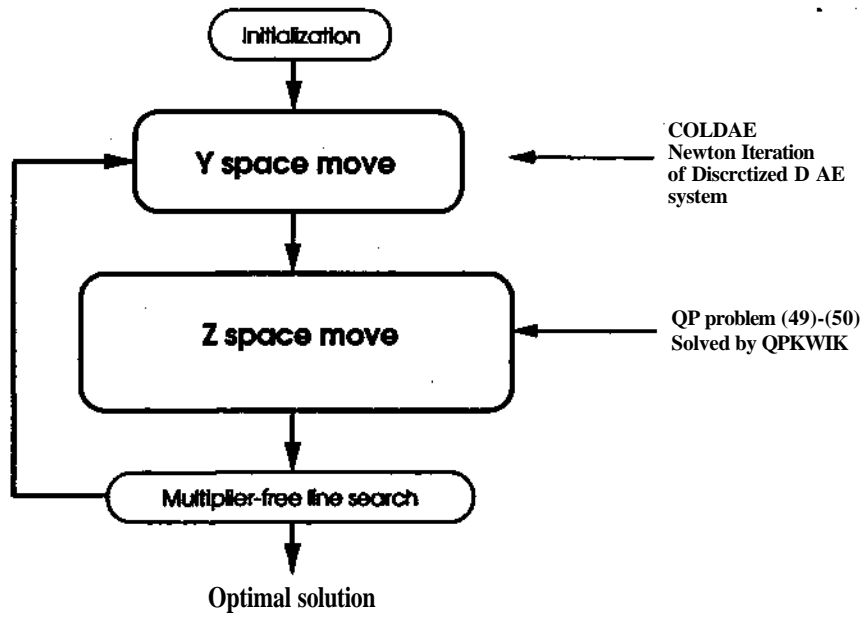 Initialization
Y space move
COLDAE
Newton Iteration
of Discrctized D AE
system
Z space move
QP problem (49)-(50)
Solved by QPKWIK
Multiplier-free line search
Optimal solution